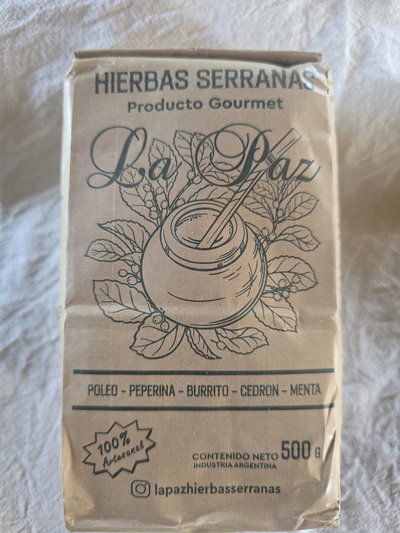 HIERBAS SERRANAS
Producto Gourmet
La Paz
POLEO - PEPERINA - BURRITO - CEDRON - MENTA
100%
Artesanal
CONTENIDO NETO 500 G
INDUSTRIA ARGENTINA
lapazhierbasserranas